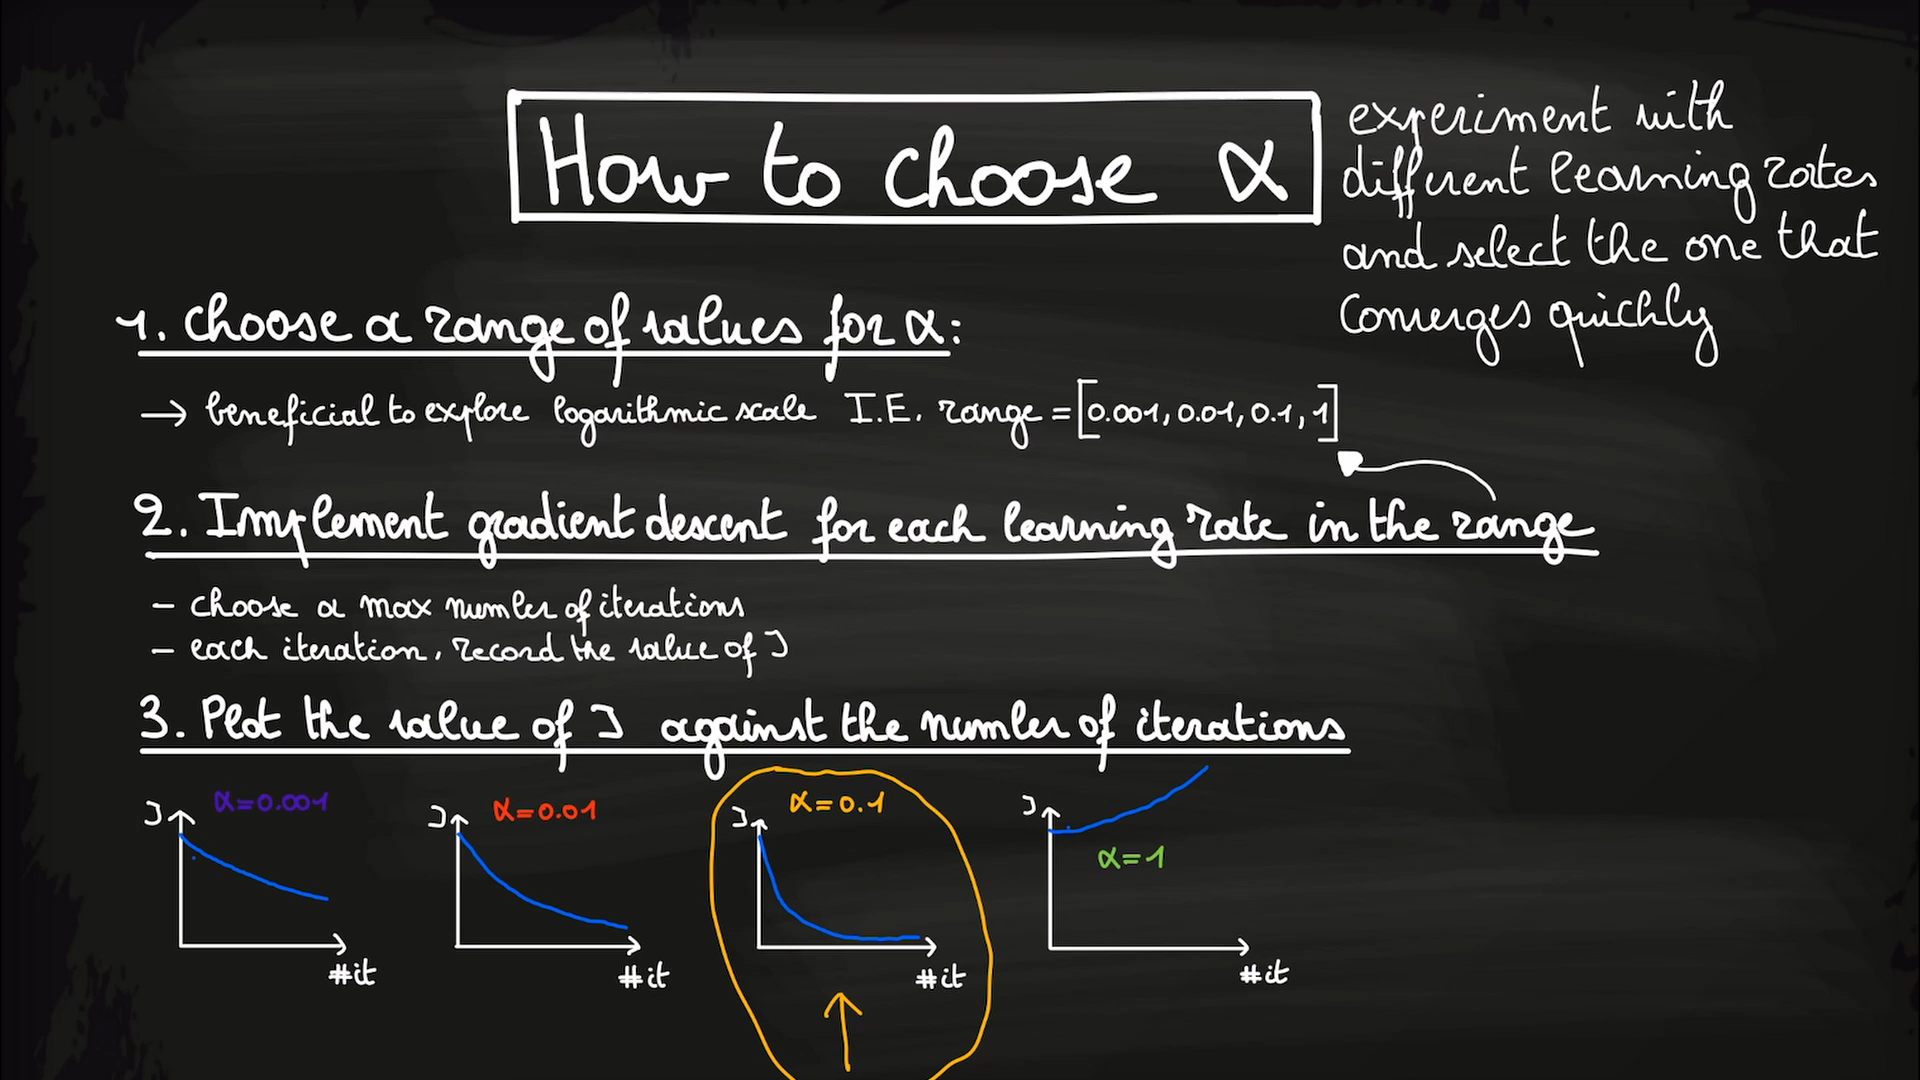 How to choose α
experiment with
different learning rates
and select the one that
converges quickly
1. choose a range of values for α:
→ beneficial to explore logarithmic scale I.E. range = [0.001, 0.01, 0.1, 1]
2. Implement gradient descent for each learning rate in the range
- choose a max number of iterations
- each iteration, record the value of J
3. Plot the value of J against the number of iterations
J α=0.001
#it
J α=0.01
#it
J α=0.1
#it
J
α=1
#it